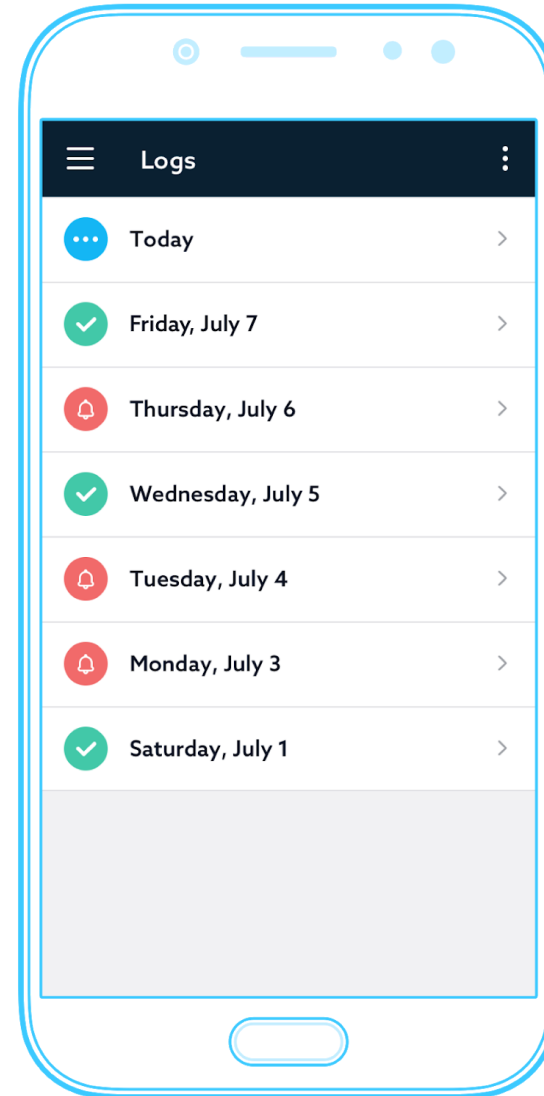 Logs
Today
Friday, July 7
Thursday, July 6
Wednesday, July 5
Tuesday, July 4
Monday, July 3
Saturday, July 1